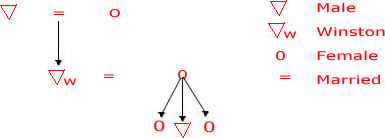 = o
Male
w Winston
o Female
= Married
w = o
o o